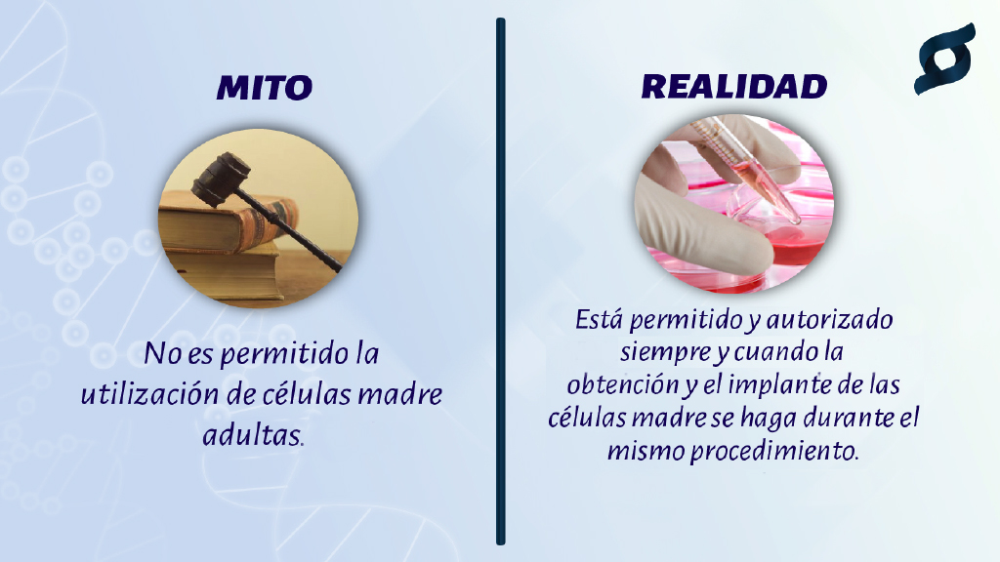 MITO
No es permitido la
utilización de células madre
adultas.
REALIDAD
Está permitido y autorizado
siempre y cuando la
obtención y el implante de las
células madre se haga durante el
mismo procedimiento.